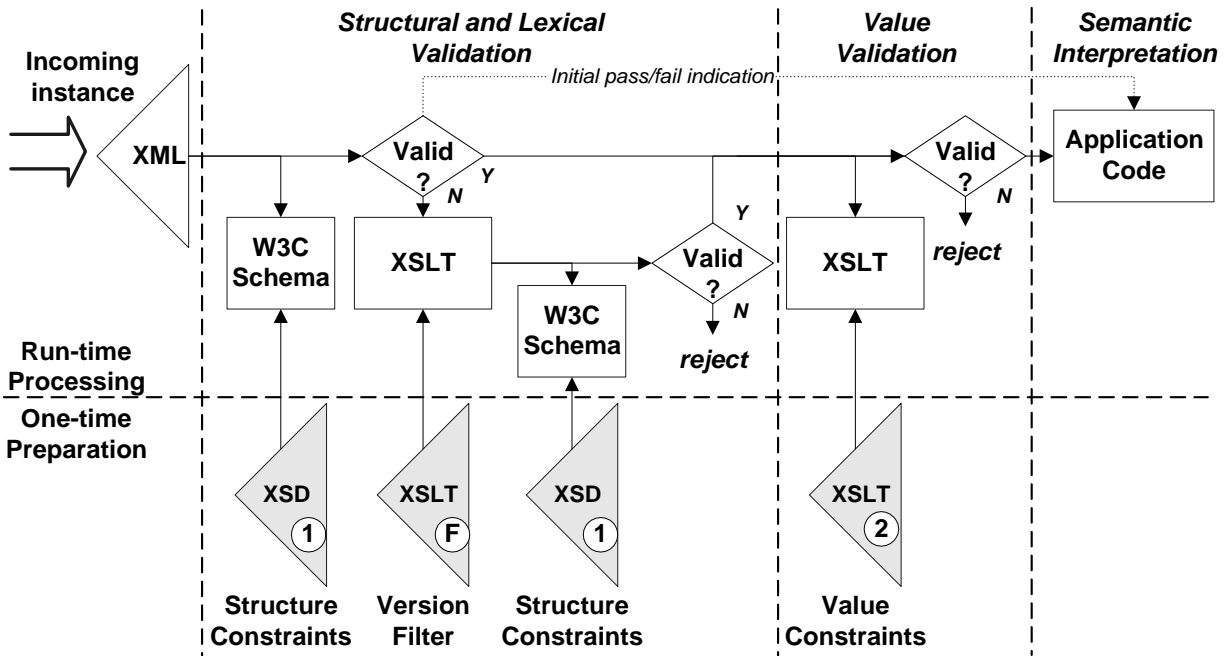 Structural and Lexical
Validation
Value
Validation
Semantic
Interpretation
Incoming
instance
Initial pass/fail indication
XML
Valid
?
Y
N
Valid
?
N
Application
Code
W3C
Schema
XSLT
Y
Valid
?
N
XSLT
reject
W3C
Schema
reject
Run-time
Processing
One-time
Preparation
XSD
1
XSLT
F
XSD
1
XSLT
2
Structure
Constraints
Version
Filter
Structure
Constraints
Value
Constraints